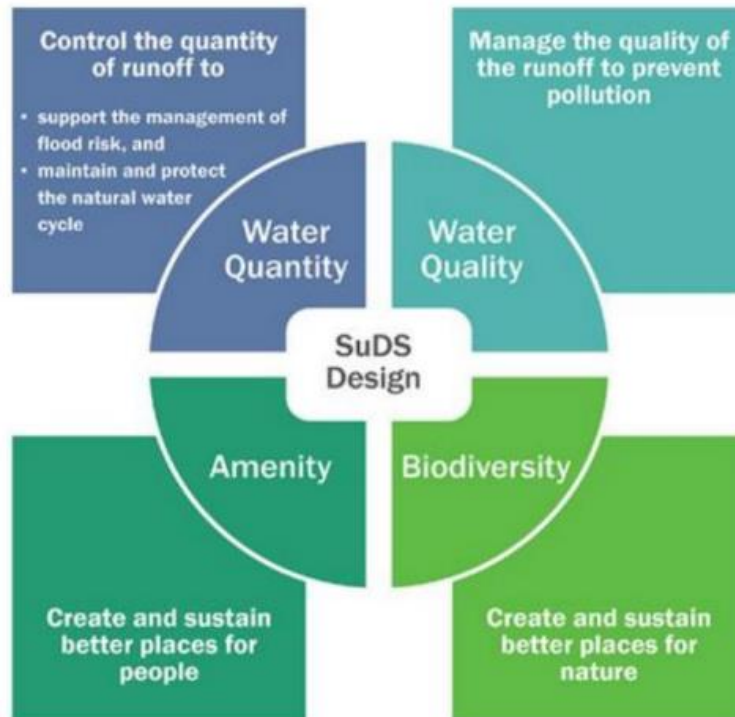 Control the quantity
of runoff to
• support the management of
flood risk, and
• maintain and protect
the natural water
cycle
Manage the quality of
the runoff to prevent
pollution
Water
Quantity
Water
Quality
SuDS
Design
Amenity
Biodiversity
Create and sustain
better places for
people
Create and sustain
better places for
nature